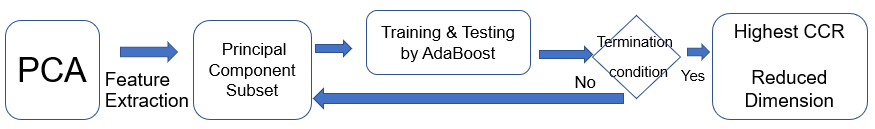 PCA
Feature
Extraction
Principal
Component
Subset
Training & Testing
by AdaBoost
Termination
condition
No
Yes
Highest CCR
Reduced
Dimension